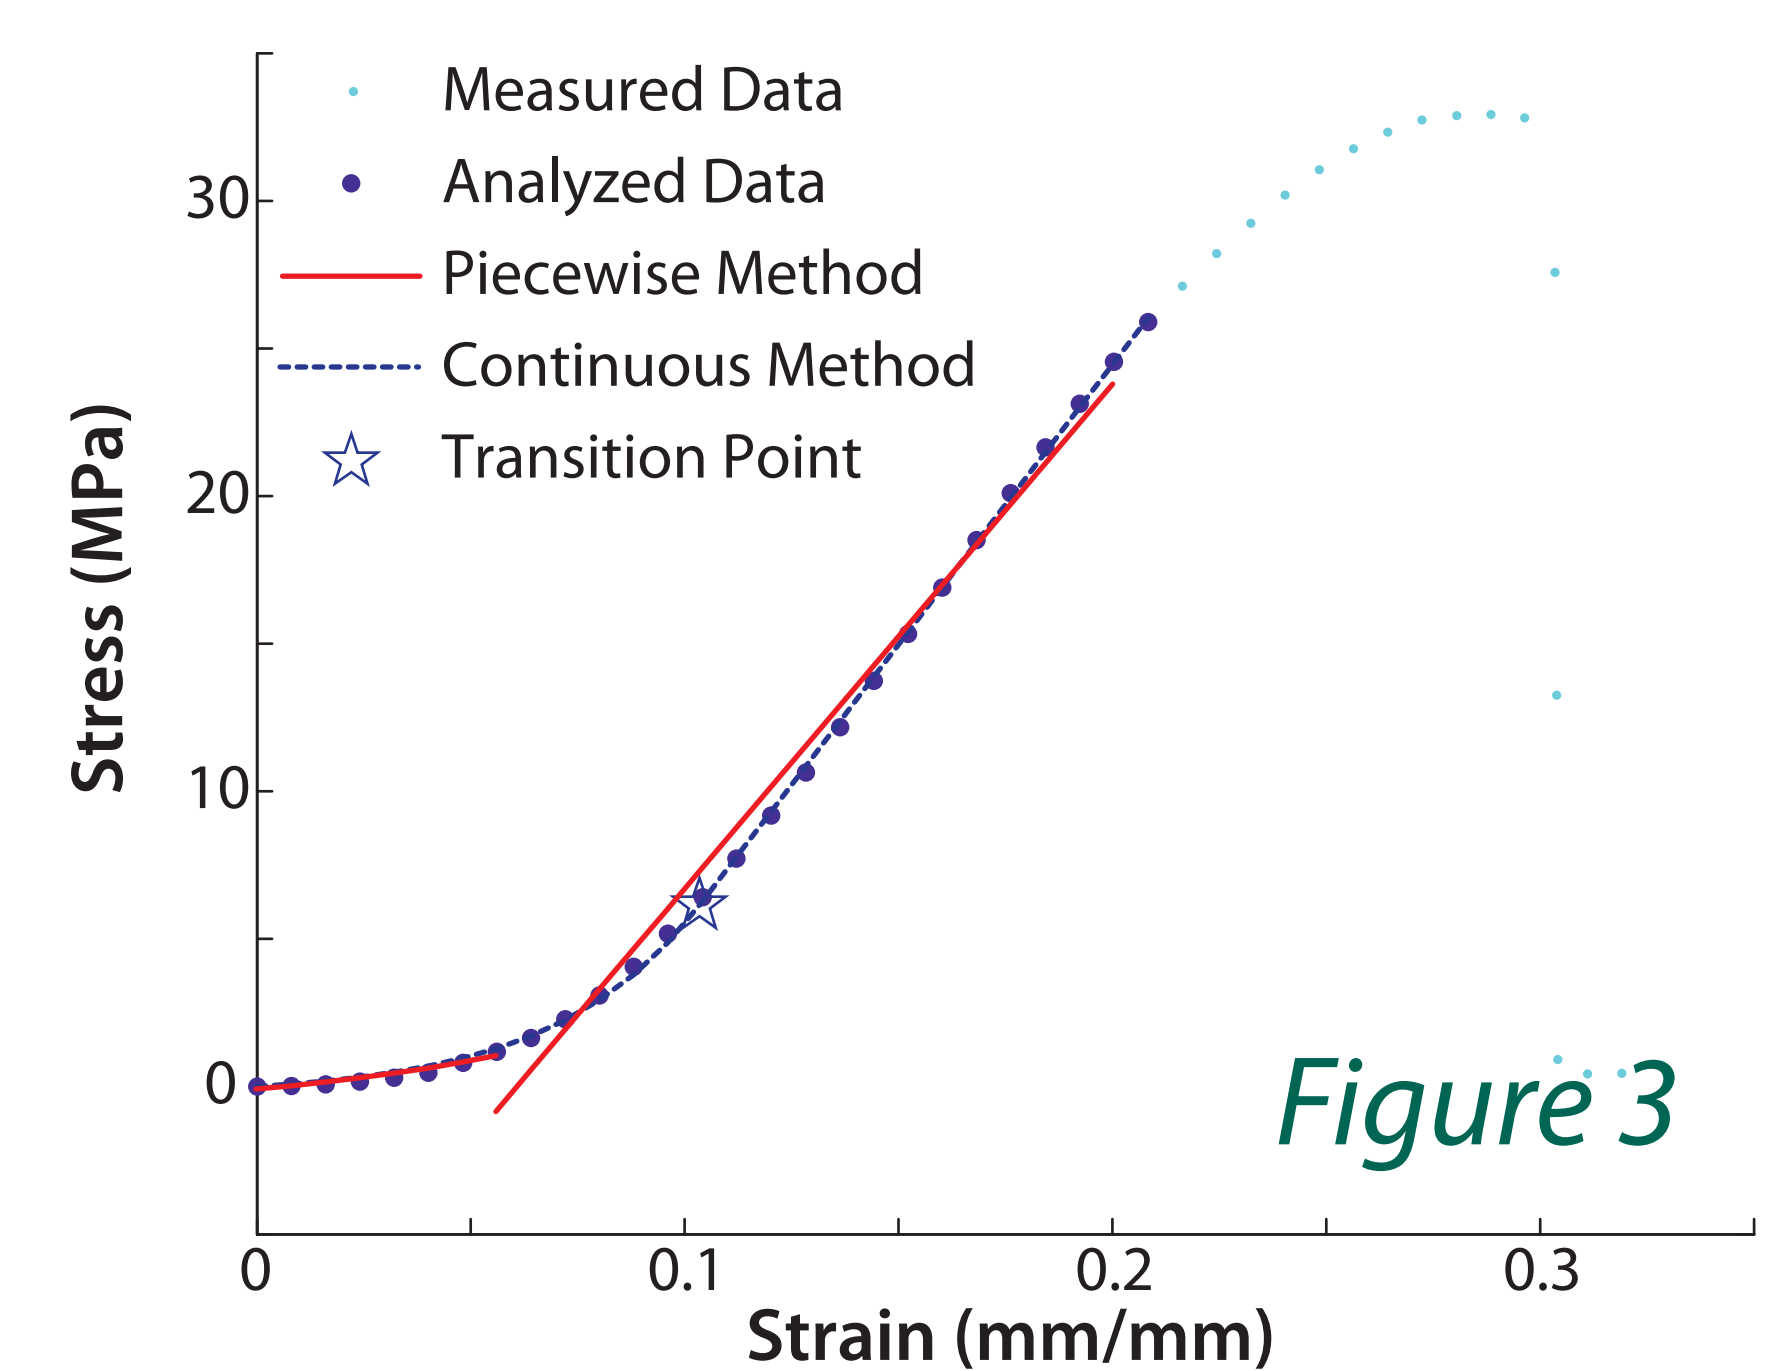 Measured Data
Analyzed Data
Piecewise Method
Continuous Method
Transition Point
30
20
10
0
Stress (MPa)
Figure 3
0 0.1 0.2 0.3
Strain (mm/mm)